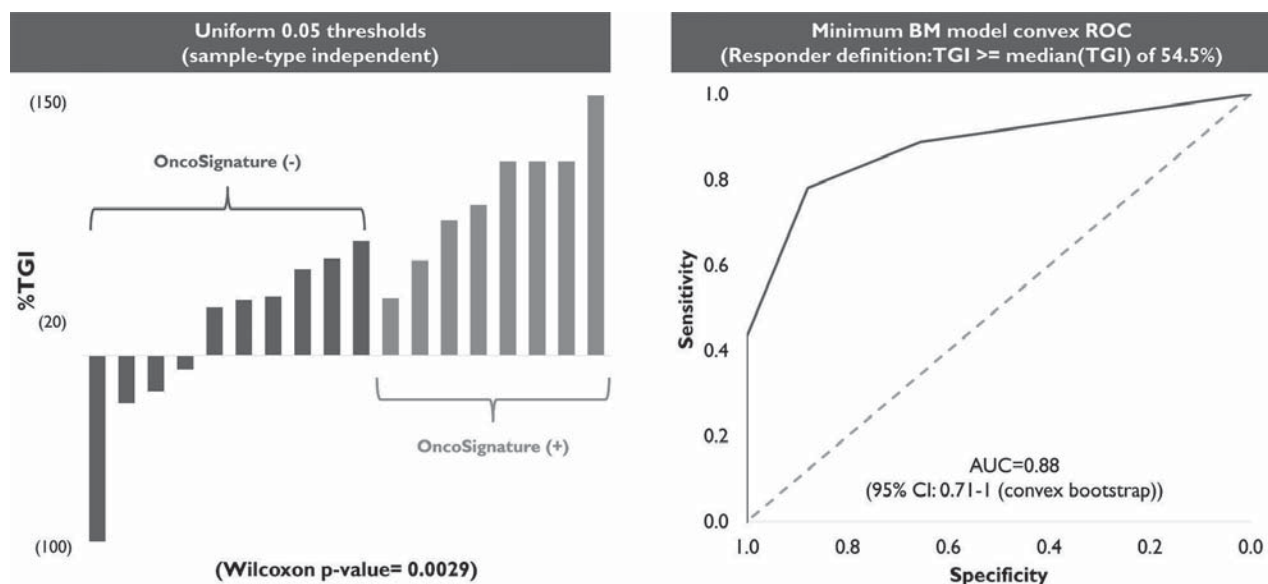 Uniform 0.05 thresholds
(sample-type independent)
(150)
OncoSignature (-)
%TGI
(20)
OncoSignature (+)
(100)
(Wilcoxon p-value= 0.0029)
Minimum BM model convex ROC
(Responder definition:TGI >= median(TGI) of 54.5%)
1.0
0.8
0.6
Sensitivity
0.4
0.2
0.0
AUC=0.88
(95% CI: 0.71-1 (convex bootstrap))
1.0 0.8 0.6 0.4 0.2 0.0
Specificity